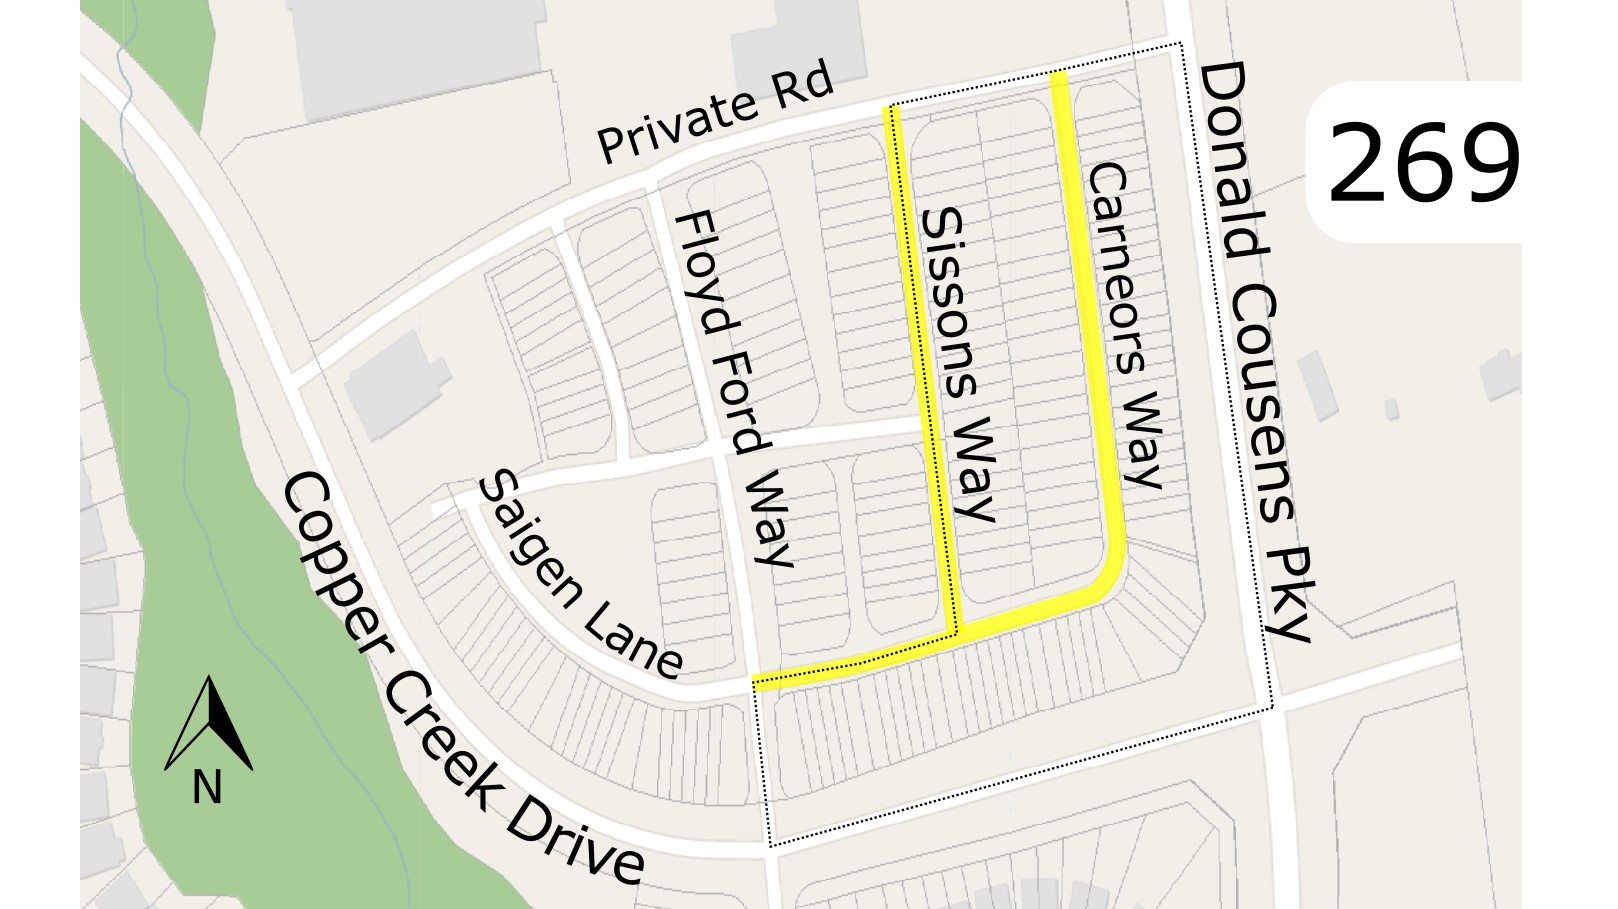 Private Rd
Donald Cousens Pky
269
Carneors Way
Sissons Way
Floyd Ford Way
Saigen Lane
Copper Creek Drive
N